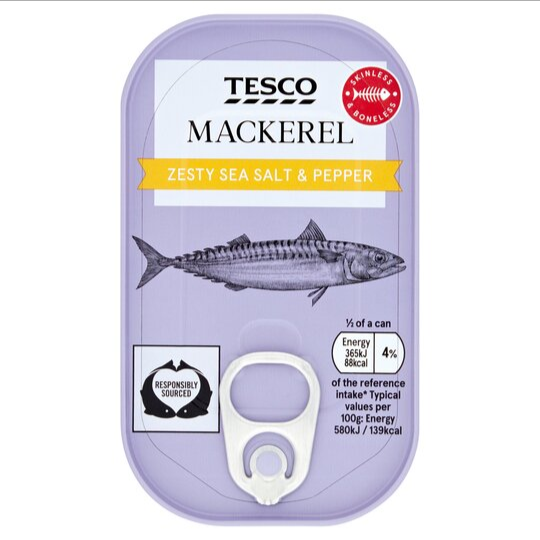 TESCO
SKINLESS
& BONELESS
MACKEREL
ZESTY SEA SALT & PEPPER
½ of a can
Energy
365kJ
88kcal
4%
of the reference
intake* Typical
values per
100g: Energy
580kJ / 139kcal
RESPONSIBLY
SOURCED